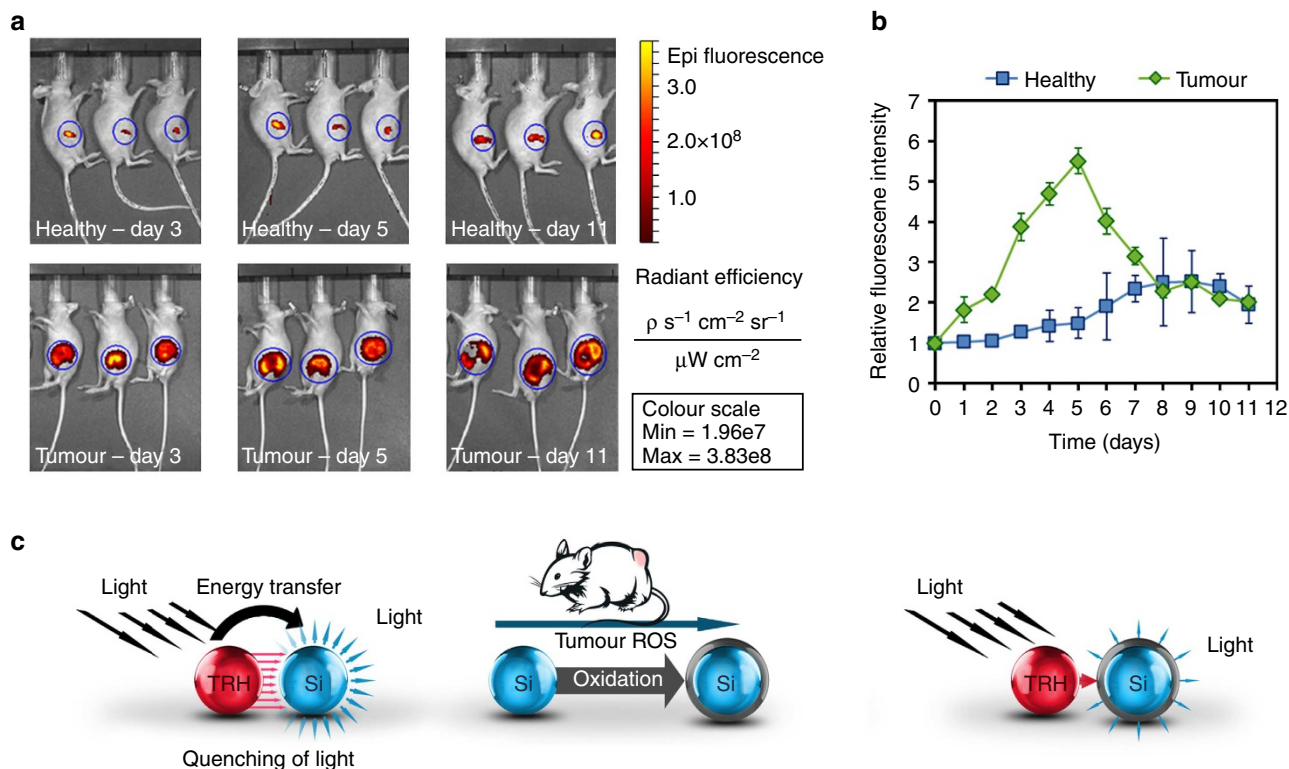 a
Healthy – day 3
Healthy – day 5
Healthy – day 11
Tumour – day 3
Tumour – day 5
Tumour – day 11
Epi fluorescence
3.0
2.0×10⁸
1.0
Radiant efficiency
ρ s⁻¹ cm⁻² sr⁻¹
μW cm⁻²
Colour scale
Min = 1.96e7
Max = 3.83e8
b
Healthy
Tumour
Relative fluorescene intensity
7
6
5
4
3
2
1
0
0 1 2 3 4 5 6 7 8 9 10 11 12
Time (days)
c
Light
Energy transfer
Light
TRH
Si
Quenching of light
Tumour ROS
Si
Oxidation
Si
Light
Light
TRH
Si